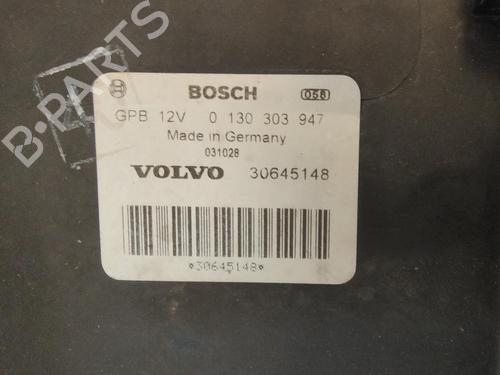 BOSCH 058
GPB 12V 0 130 303 947
Made in Germany
031028
VOLVO 30645148
*30645148*
B-PARTS